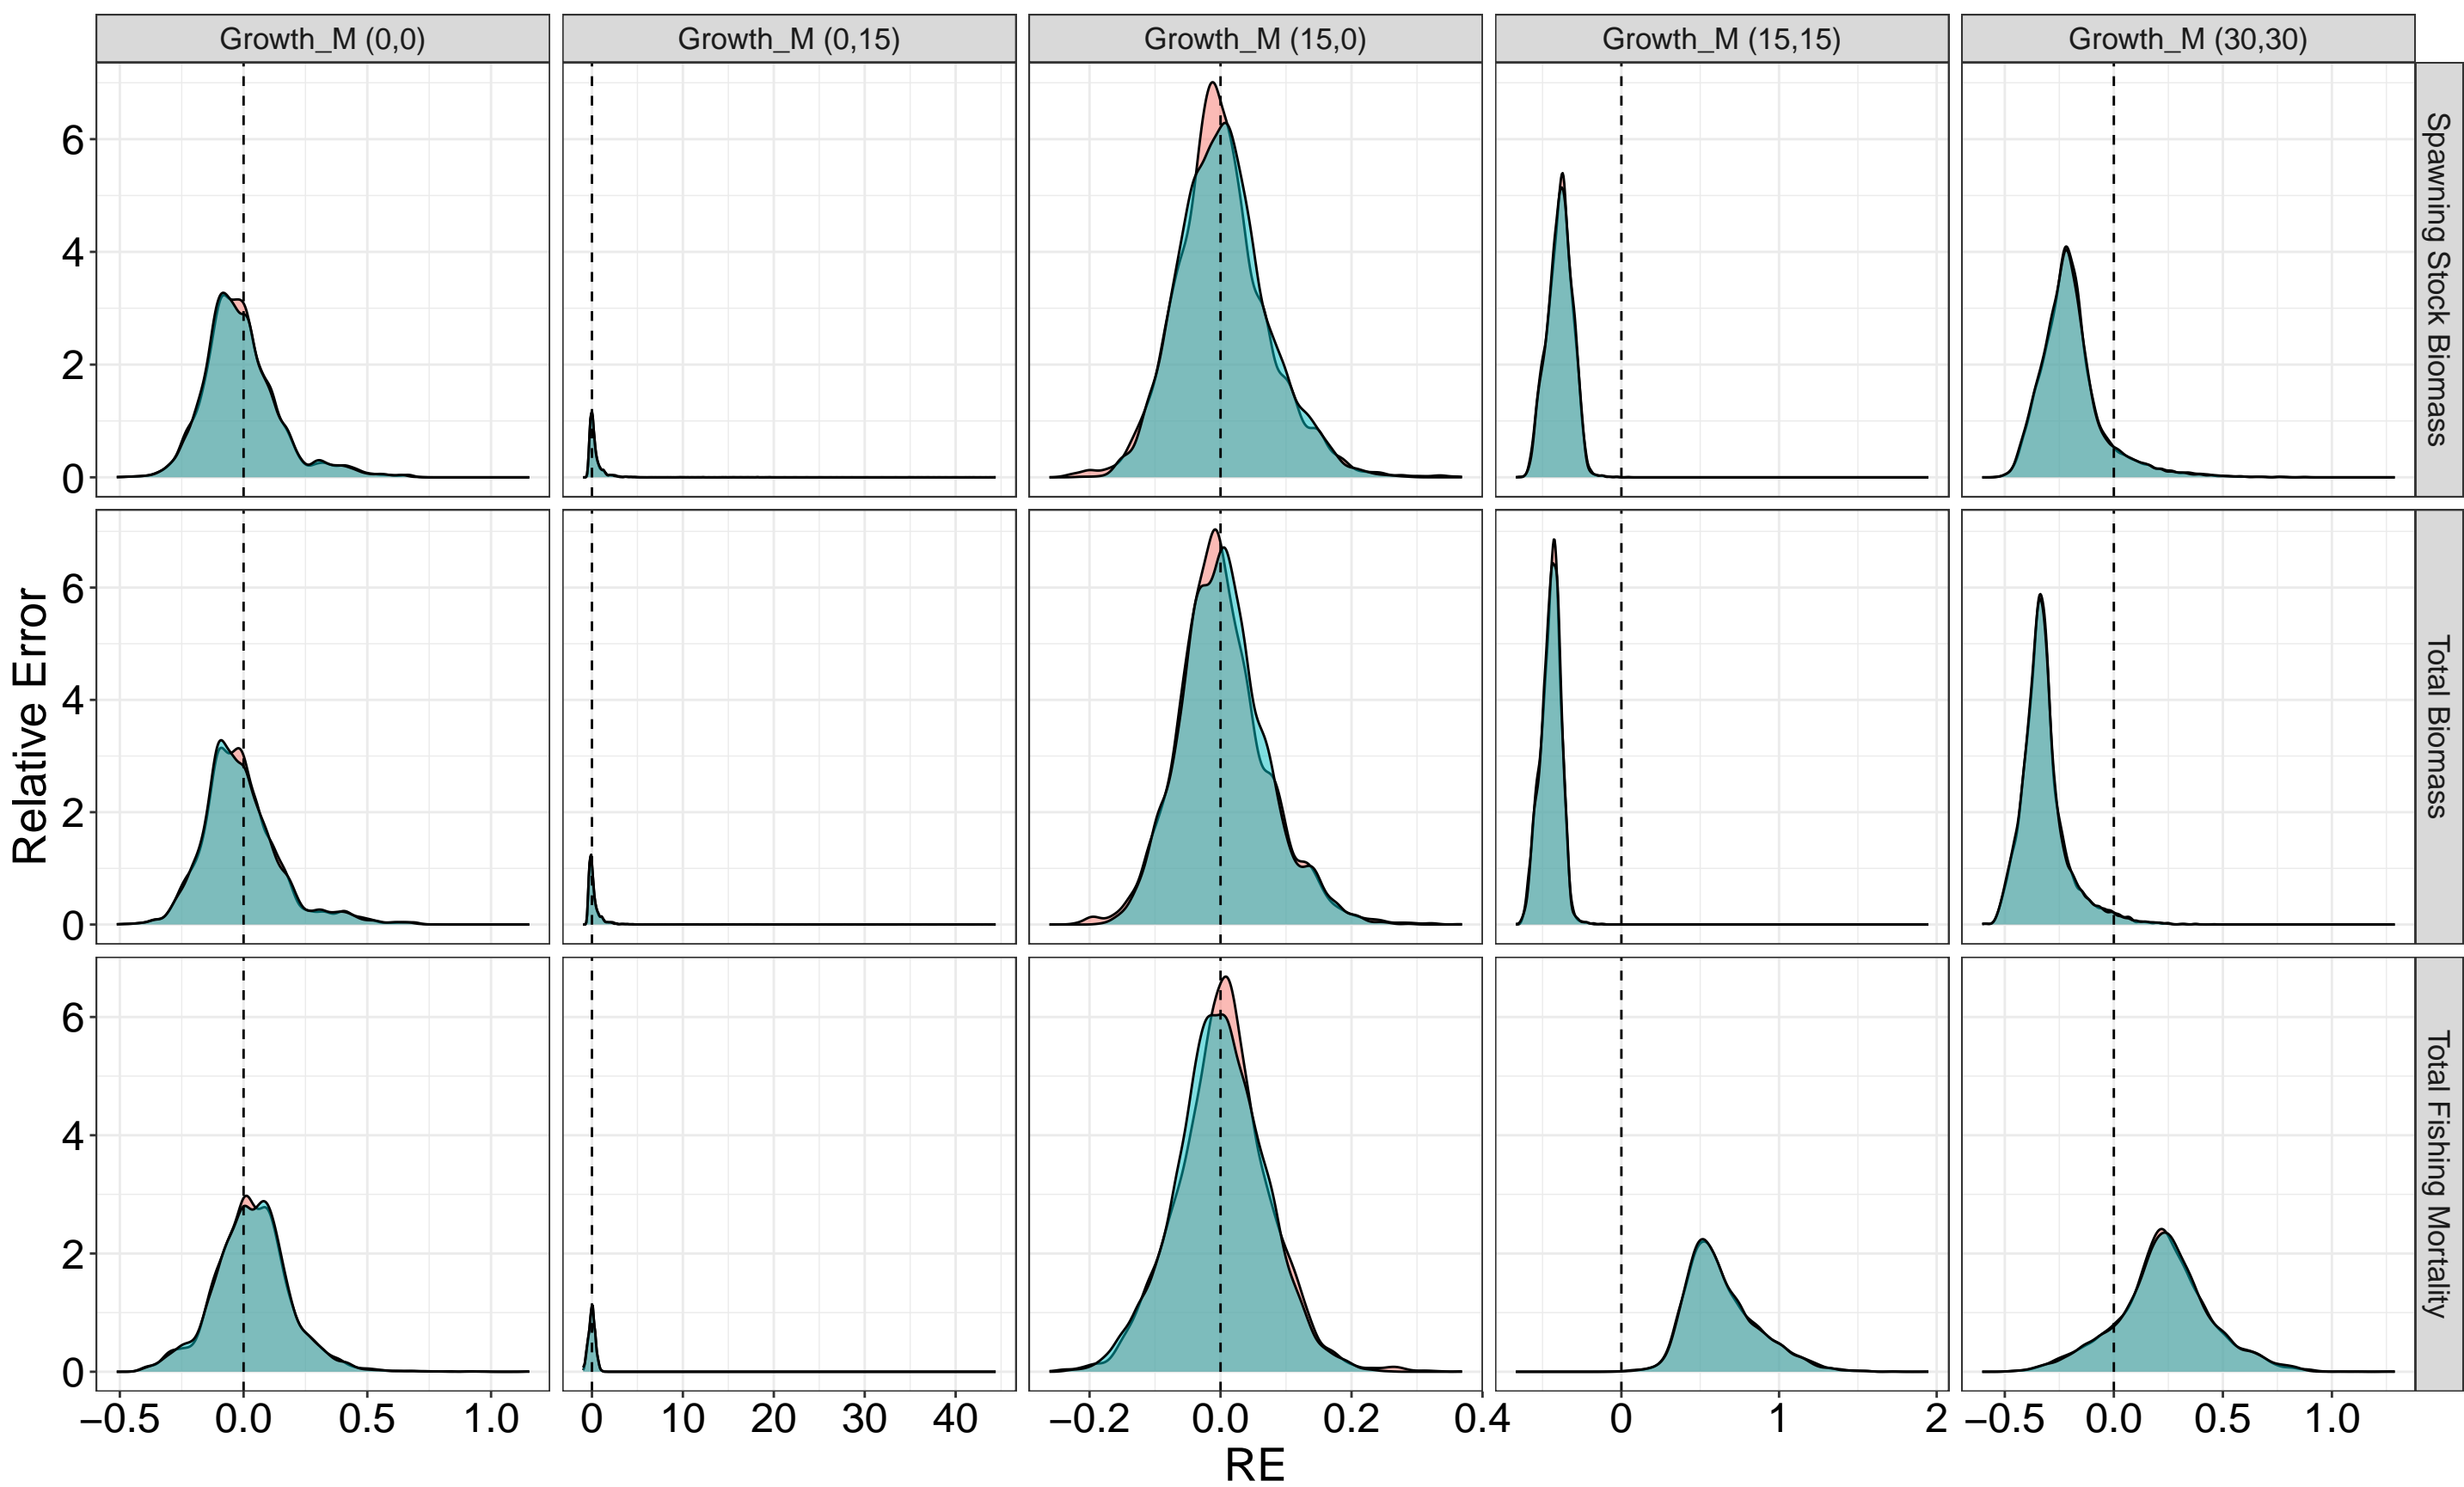 Growth_M (0,0) Growth_M (0,15) Growth_M (15,0) Growth_M (15,15) Growth_M (30,30)
6
4
2
0
Spawning Stock Biomass
6
4
2
0
Total Biomass
6
4
2
0
Total Fishing Mortality
Relative Error
−0.5 0.0 0.5 1.0 0 10 20 30 40 −0.2 0.0 0.2 0.4 0 1 2 −0.5 0.0 0.5 1.0
RE